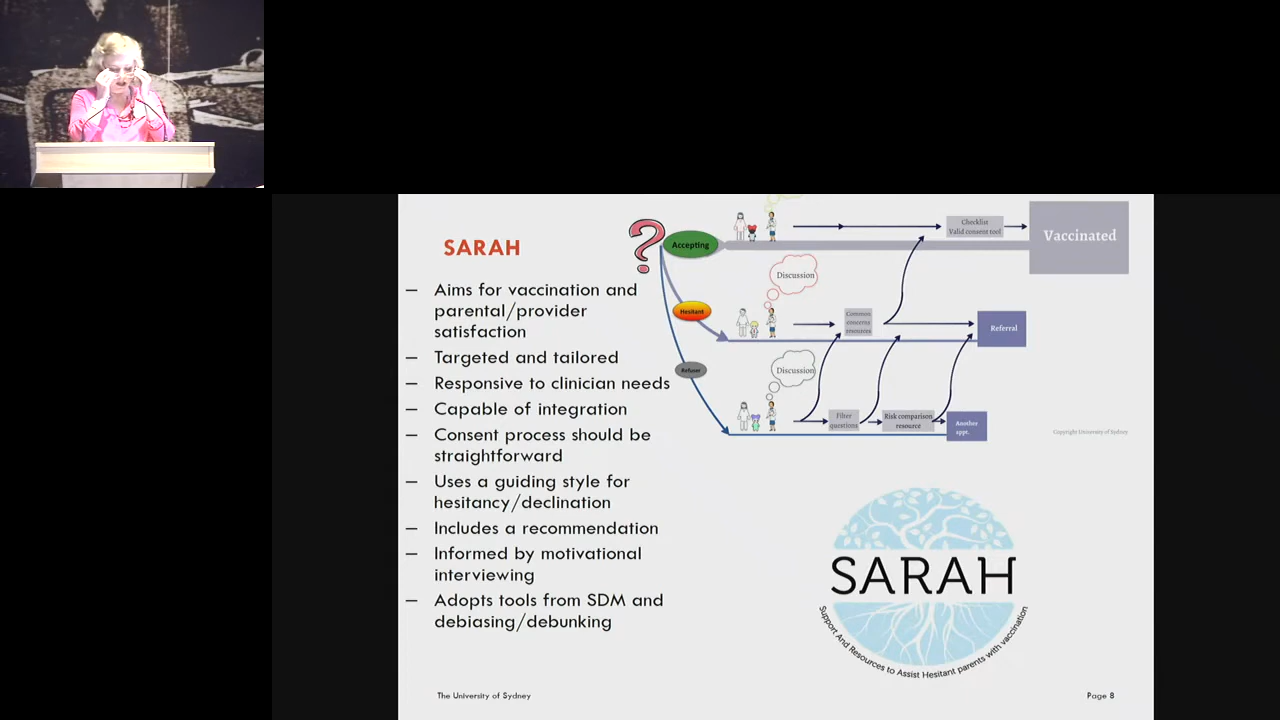 SARAH
– Aims for vaccination and
parental/provider
satisfaction
– Targeted and tailored
– Responsive to clinician needs
– Capable of integration
– Consent process should be
straightforward
– Uses a guiding style for
hesitancy/declination
– Includes a recommendation
– Informed by motivational
interviewing
– Adopts tools from SDM and
debiasing/debunking
?
Accepting
Checklist
Valid consent tool
Vaccinated
Discussion
Hesitant
Common
concerns
resources
Referral
Discussion
Refuser
Filter
questions
Risk comparison
resource
Another
appt.
Copyright University of Sydney
SARAH
Support And Resources to Assist Hesitant parents with vaccination
The University of Sydney
Page 8